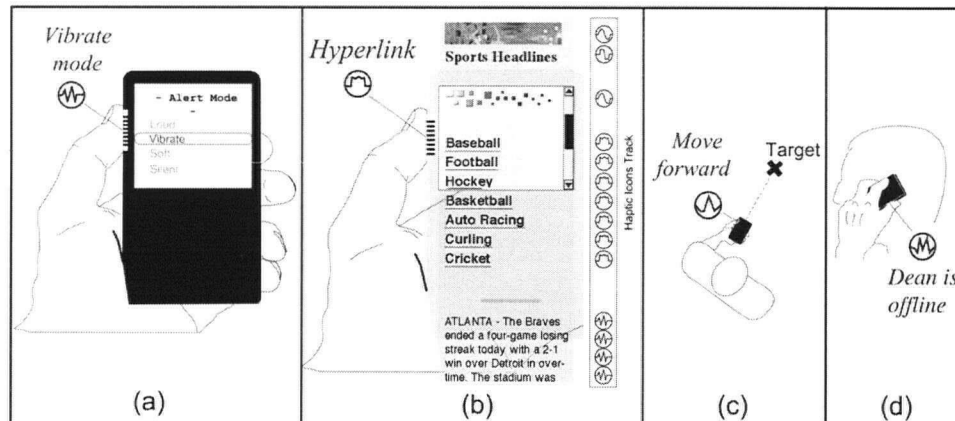 Vibrate
mode
- Alert Mode
-
Loud
Vibrate
Soft
Silent
(a)
Hyperlink
Sports Headlines
Baseball
Football
Hockey
Basketball
Auto Racing
Curling
Cricket
ATLANTA - The Braves
ended a four-game losing
streak today with a 2-1
win over Detroit in over-
time. The stadium was
Haptic Icons Track
(b)
Move
forward
Target
(c)
Dean is
offline
(d)